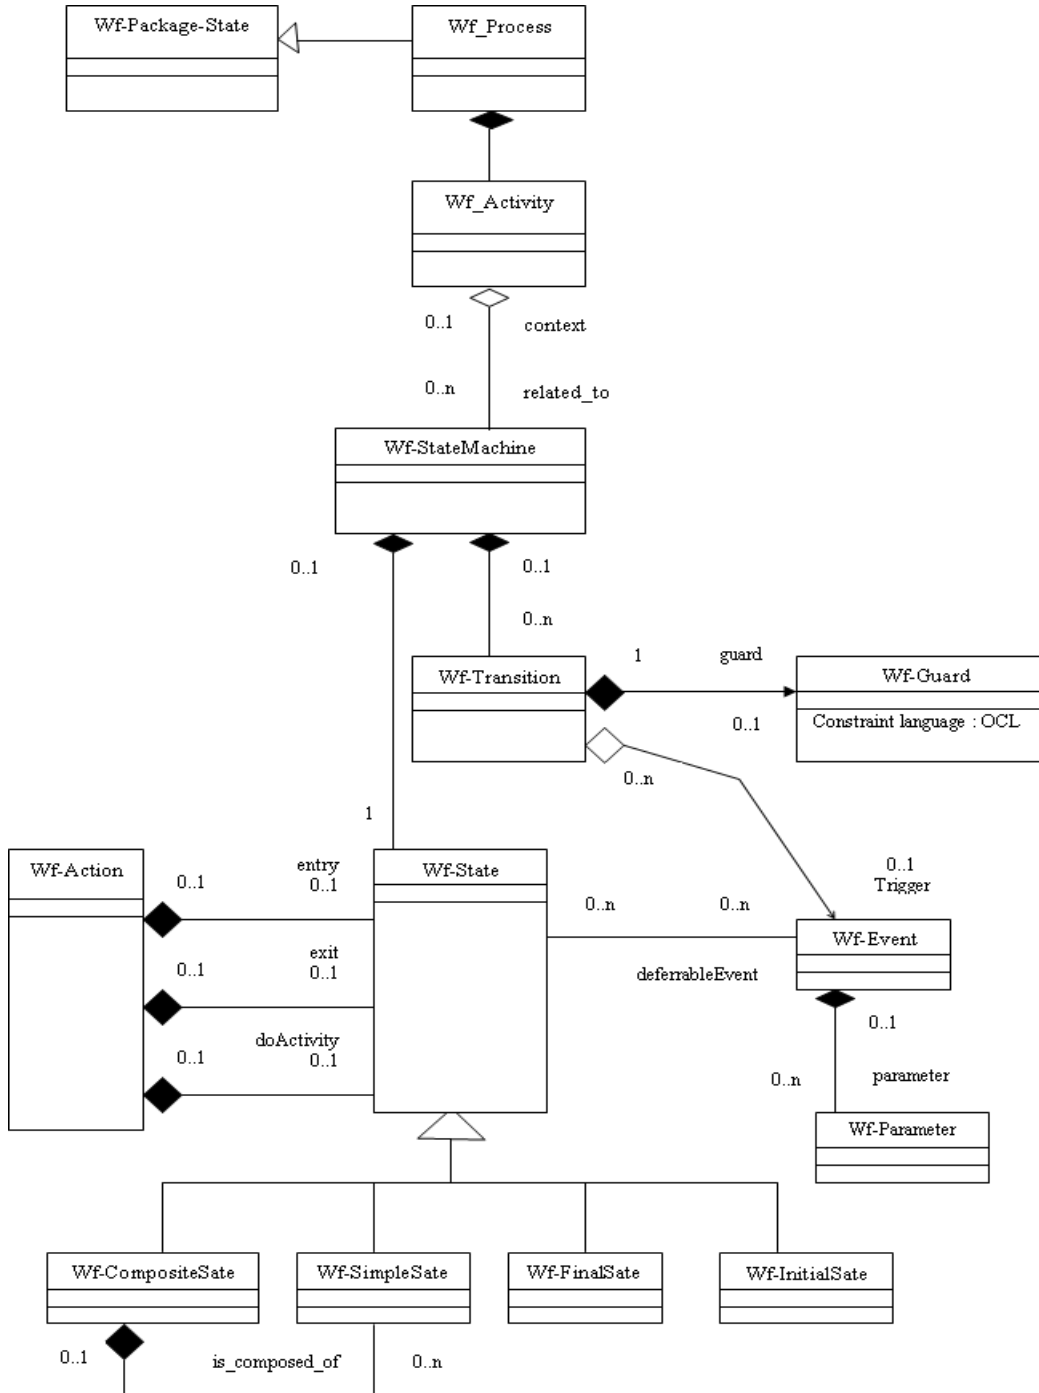 Wf-Package-State
Wf_Process
Wf_Activity
0..1
context
0..n
related_to
Wf-StateMachine
0..1
0..1
0..n
Wf-Transition
1
guard
Wf-Guard
0..1
Constraint language : OCL
0..n
1
Wf-Action
0..1
entry
0..1
Wf-State
0..1
Trigger
0..n
0..n
Wf-Event
exit
0..1
0..1
deferrableEvent
doActivity
0..1
0..1
0..1
0..n
parameter
Wf-Parameter
Wf-CompositeSate
Wf-SimpleSate
Wf-FinalSate
Wf-InitialSate
0..1
is_composed_of
0..n